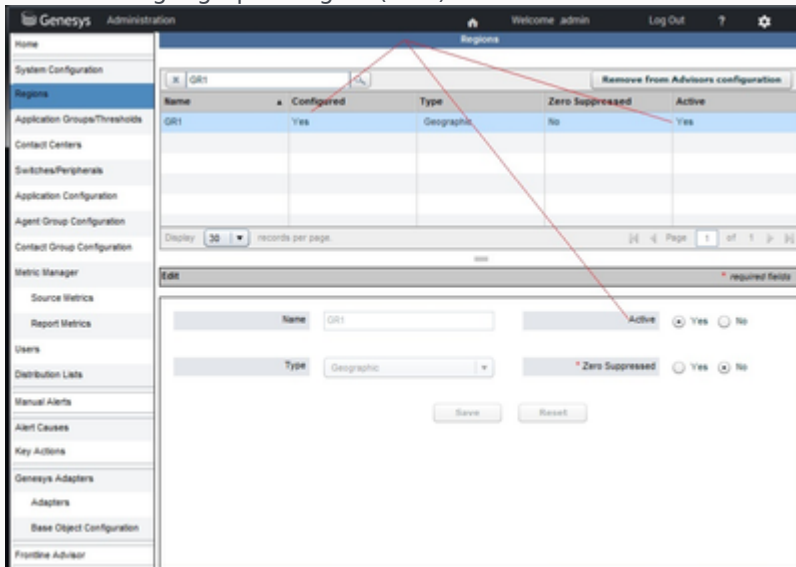 Genesys Administration Welcome admin Log Out ?
Regions
Home
System Configuration
Regions
Application Groups/Thresholds
Contact Centers
Switches/Peripherals
Application Configuration
Agent Group Configuration
Contact Group Configuration
Metric Manager
Source Metrics
Report Metrics
Users
Distribution Lists
Manual Alerts
Alert Causes
Key Actions
Genesys Adapters
Adapters
Base Object Configuration
Frontline Advisor
X GR1 Remove from Advisors configuration
Name Configured Type Zero Suppressed Active
GR1 Yes Geographic No Yes
Display 30 records per page. Page 1 of 1
Edit * required fields
Name GR1 Active Yes No
Type Geographic * Zero Suppressed Yes No
Save Reset